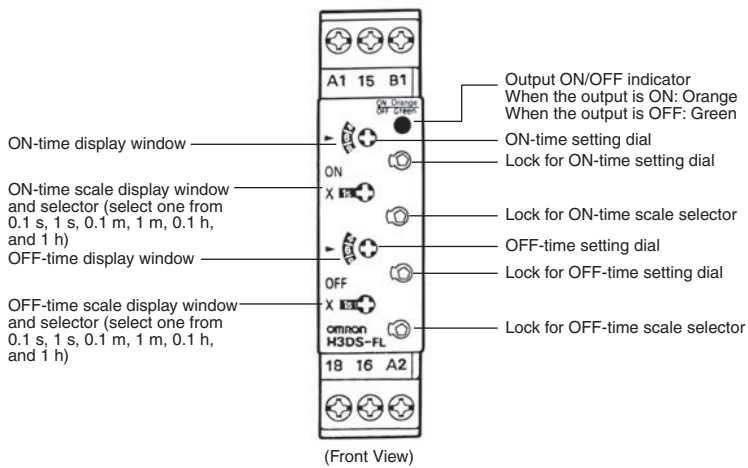 A1 15 B1
ON Orange
OFF Green
Output ON/OFF indicator
When the output is ON: Orange
When the output is OFF: Green
ON-time display window
ON-time setting dial
Lock for ON-time setting dial
ON
ON-time scale display window
and selector (select one from
0.1 s, 1 s, 0.1 m, 1 m, 0.1 h,
and 1 h)
X 1s
Lock for ON-time scale selector
OFF-time display window
OFF-time setting dial
Lock for OFF-time setting dial
OFF
OFF-time scale display window
and selector (select one from
0.1 s, 1 s, 0.1 m, 1 m, 0.1 h,
and 1 h)
X 1s
Lock for OFF-time scale selector
omron
H3DS-FL
18 16 A2
(Front View)